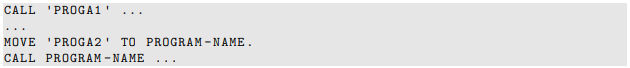 CALL 'PROGA1' ...
...
MOVE 'PROGA2' TO PROGRAM-NAME.
CALL PROGRAM-NAME ...